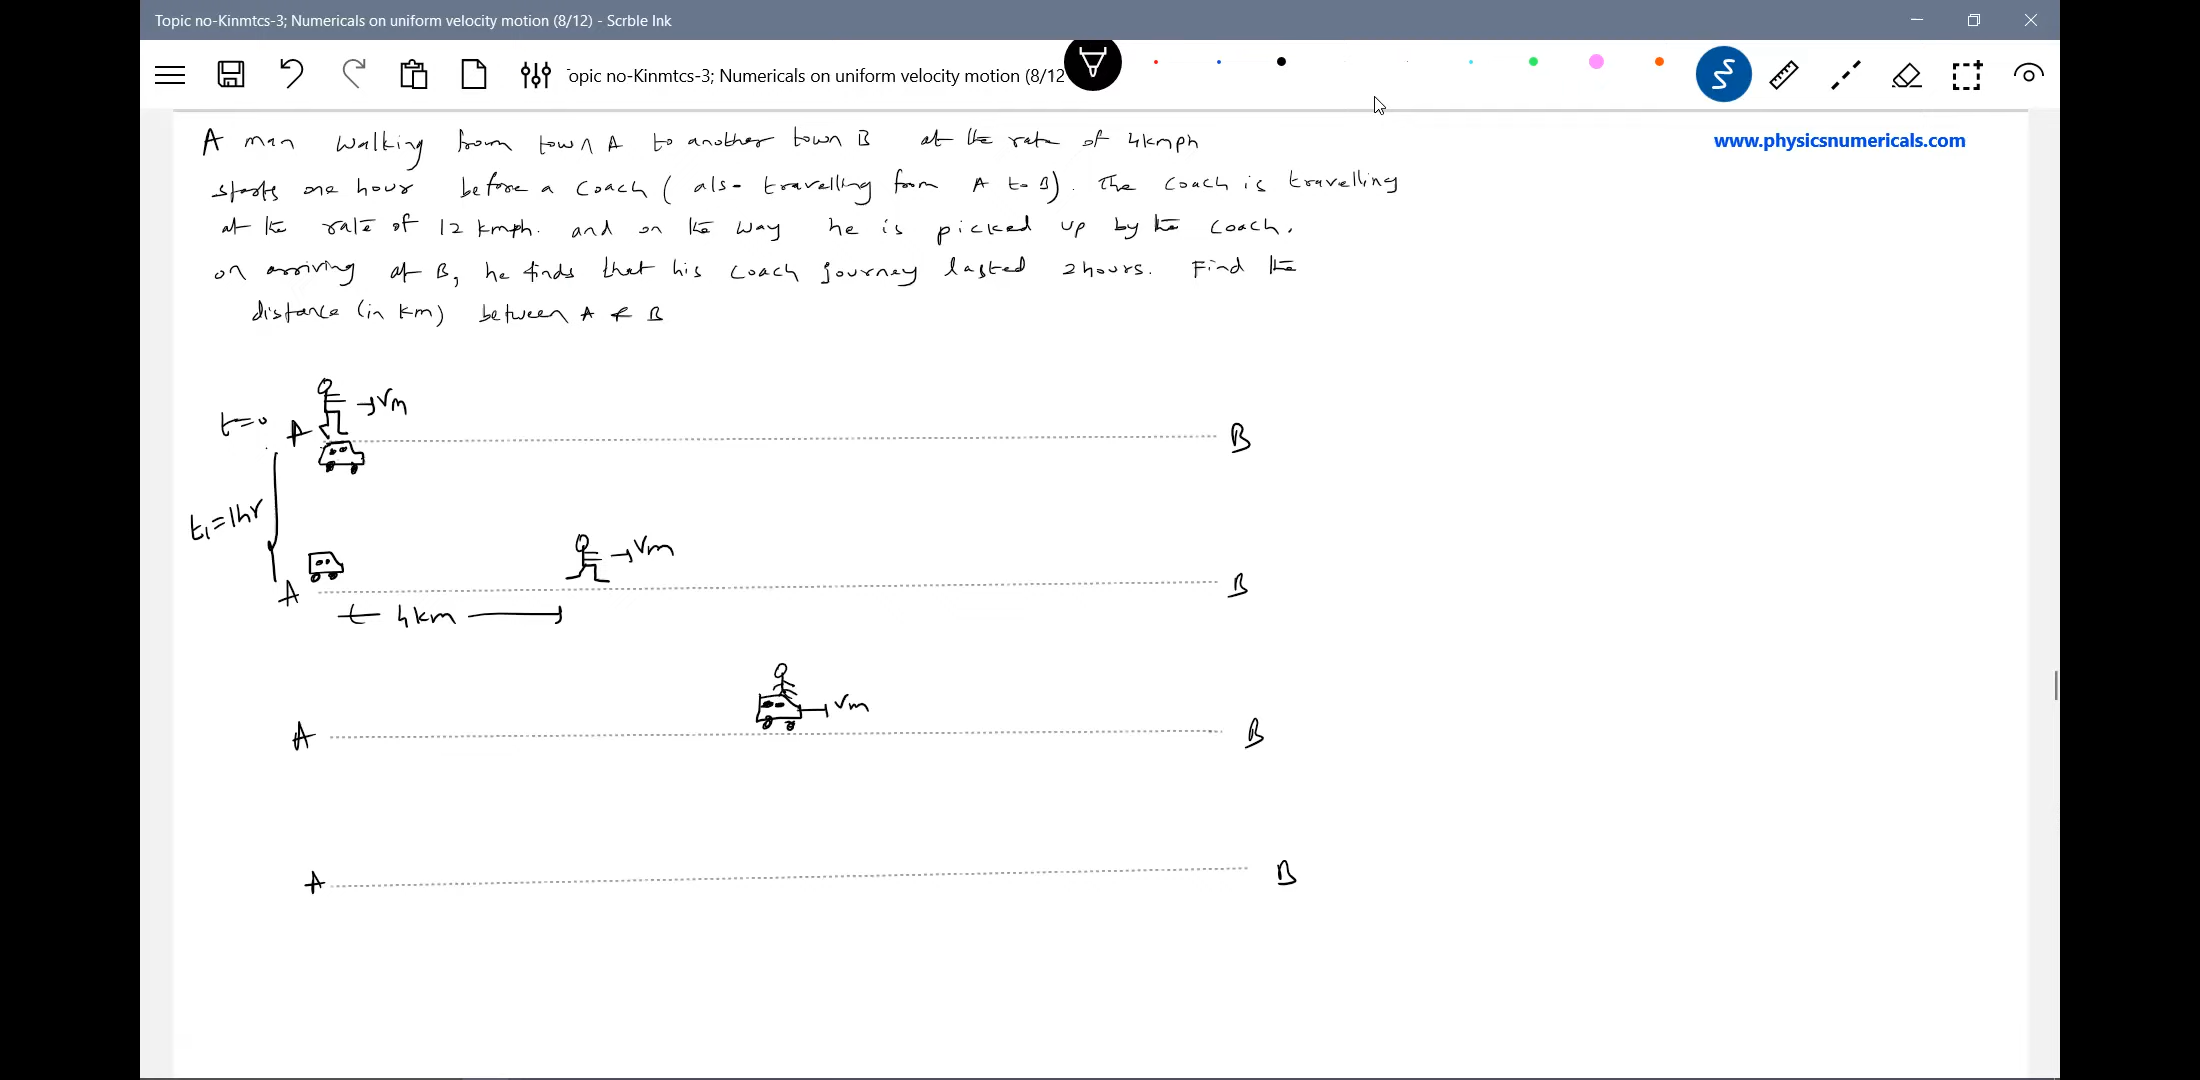 Topic no-Kinmtcs-3; Numericals on uniform velocity motion (8/12) - Scrble Ink
Topic no-Kinmtcs-3; Numericals on uniform velocity motion (8/12
www.physicsnumericals.com
A man walking from town A to another town B at the rate of 4kmph
starts one hour before a coach (also travelling from A to B). The coach is travelling
at the rate of 12 kmph. and on the way he is picked up by the coach.
on arriving at B, he finds that his coach journey lasted 2hours. Find the
distance (in km) between A & B
t=0 A →Vm B
t1=1hr
A →Vm B
4km
A Vm B
A B